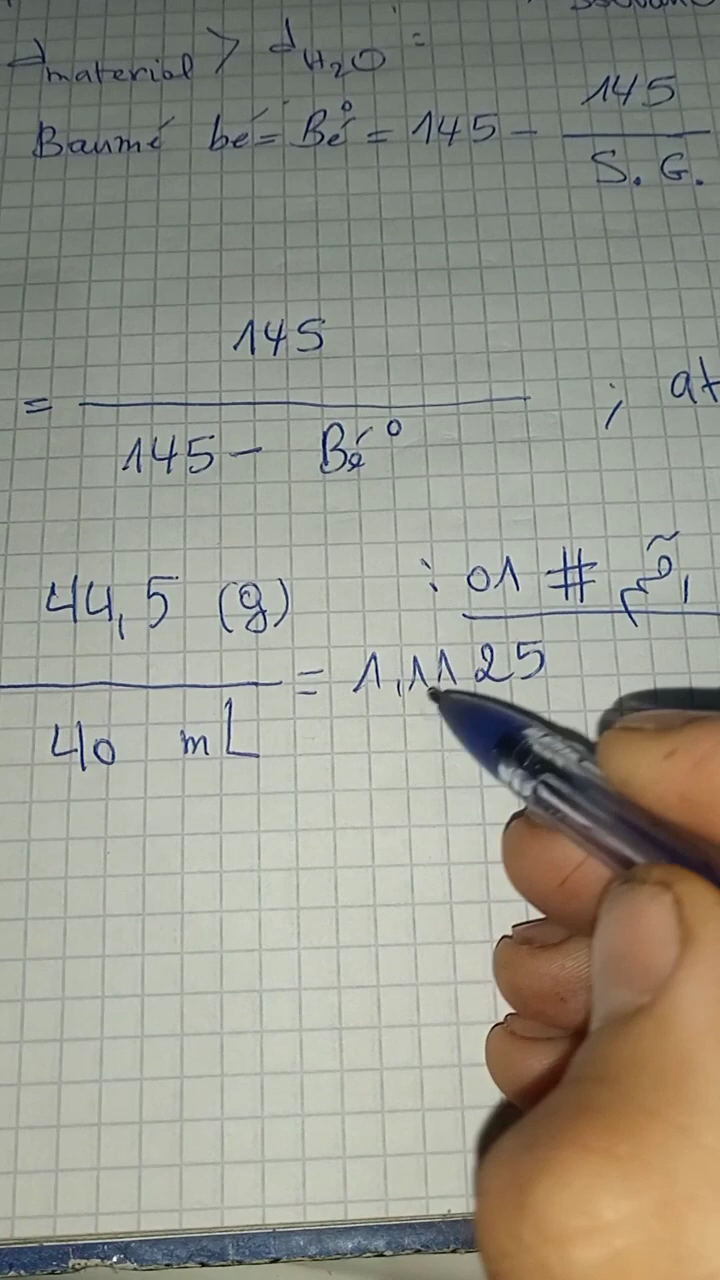 d material > d H₂O :
Baumé bé = Bé° = 145 - 145 / S. G.
= 145 / 145 - Bé° ; at
44,5 (g) / 40 mL = 1,1125
: 01 #